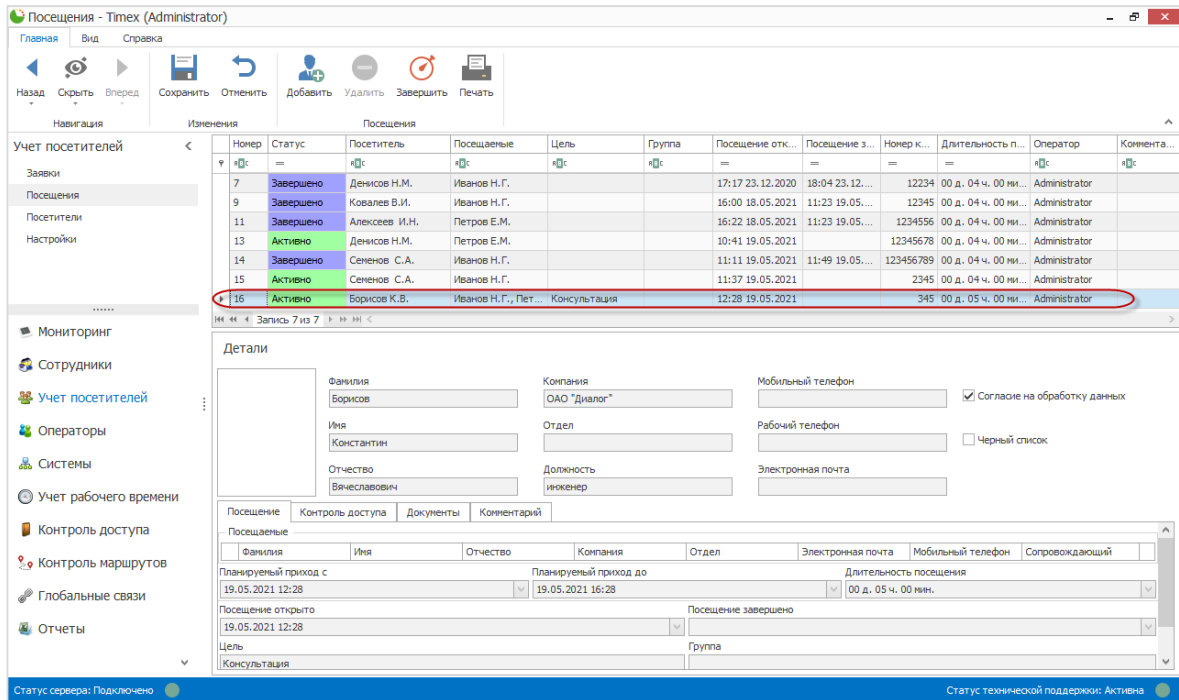 Посещения - Timex (Administrator)
Главная Вид Справка
Назад Скрыть Вперед Сохранить Отменить Добавить Удалить Завершить Печать
Навигация Изменения Посещения
Учет посетителей
Заявки
Посещения
Посетители
Настройки
Мониторинг
Сотрудники
Учет посетителей
Операторы
Системы
Учет рабочего времени
Контроль доступа
Контроль маршрутов
Глобальные связи
Отчеты
Номер Статус Посетитель Посещаемые Цель Группа Посещение отк... Посещение з... Номер к... Длительность п... Оператор Коммента...
7 Завершено Денисов Н.М. Иванов Н.Г. 17:17 23.12.2020 18:04 23.12.... 12234 00 д. 04 ч. 00 ми... Administrator
9 Завершено Ковалев В.И. Иванов Н.Г. 16:00 18.05.2021 11:23 19.05.... 12345 00 д. 04 ч. 00 ми... Administrator
11 Завершено Алексеев И.Н. Петров Е.М. 16:22 18.05.2021 11:23 19.05.... 1234556 00 д. 04 ч. 00 ми... Administrator
13 Активно Денисов Н.М. Петров Е.М. 10:41 19.05.2021 12345678 00 д. 04 ч. 00 ми... Administrator
14 Завершено Семенов С.А. Иванов Н.Г. 11:11 19.05.2021 11:49 19.05.... 123456789 00 д. 04 ч. 00 ми... Administrator
15 Активно Семенов С.А. Иванов Н.Г. 11:37 19.05.2021 2345 00 д. 04 ч. 00 ми... Administrator
16 Активно Борисов К.В. Иванов Н.Г., Пет... Консультация 12:28 19.05.2021 345 00 д. 05 ч. 00 ми... Administrator
Запись 7 из 7
Детали
Фамилия Компания Мобильный телефон
Борисов ОАО "Диалог" Согласие на обработку данных
Имя Отдел Рабочий телефон
Константин Черный список
Отчество Должность Электронная почта
Вячеславович инженер
Посещение Контроль доступа Документы Комментарий
Посещаемые
Фамилия Имя Отчество Компания Отдел Электронная почта Мобильный телефон Сопровождающий
Планируемый приход с Планируемый приход до Длительность посещения
19.05.2021 12:28 19.05.2021 16:28 00 д. 05 ч. 00 мин.
Посещение открыто Посещение завершено
19.05.2021 12:28
Цель Группа
Консультация
Статус сервера: Подключено Статус технической поддержки: Активна